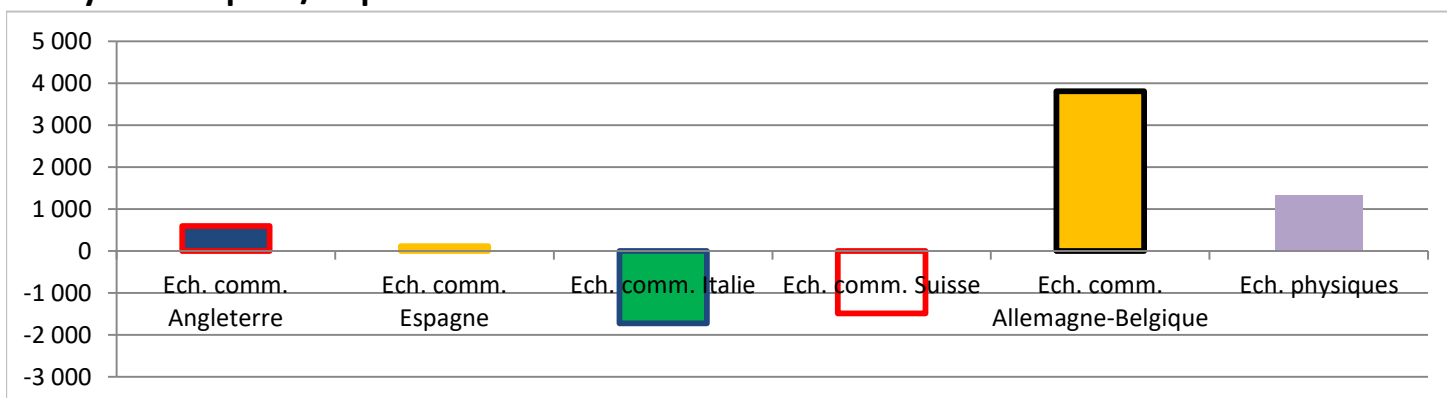 5 000
4 000
3 000
2 000
1 000
0
-1 000
-2 000
-3 000
Ech. comm. Angleterre
Ech. comm. Espagne
Ech. comm. Italie
Ech. comm. Suisse
Ech. comm. Allemagne-Belgique
Ech. physiques